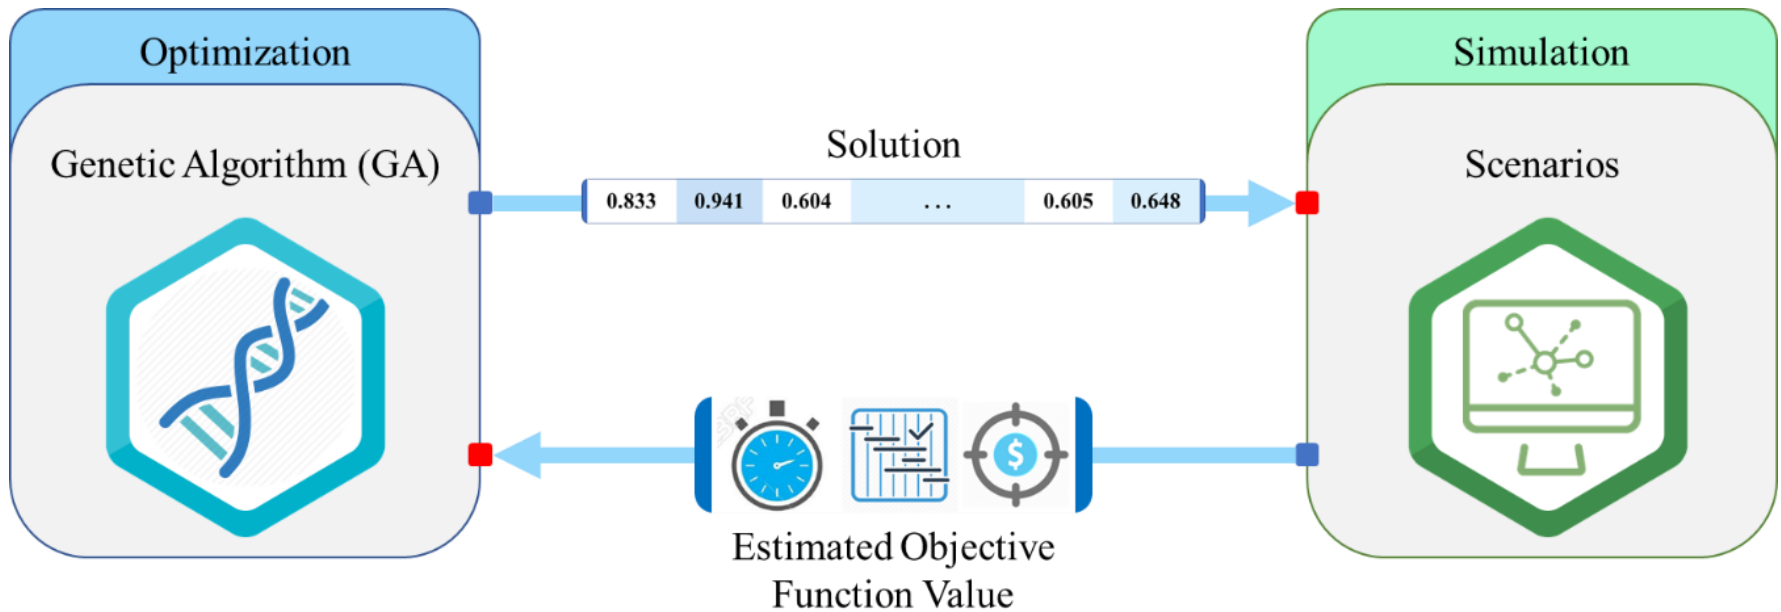 Optimization
Simulation
Genetic Algorithm (GA)
Solution
Scenarios
0.833 0.941 0.604 ... 0.605 0.648
$
Estimated Objective
Function Value